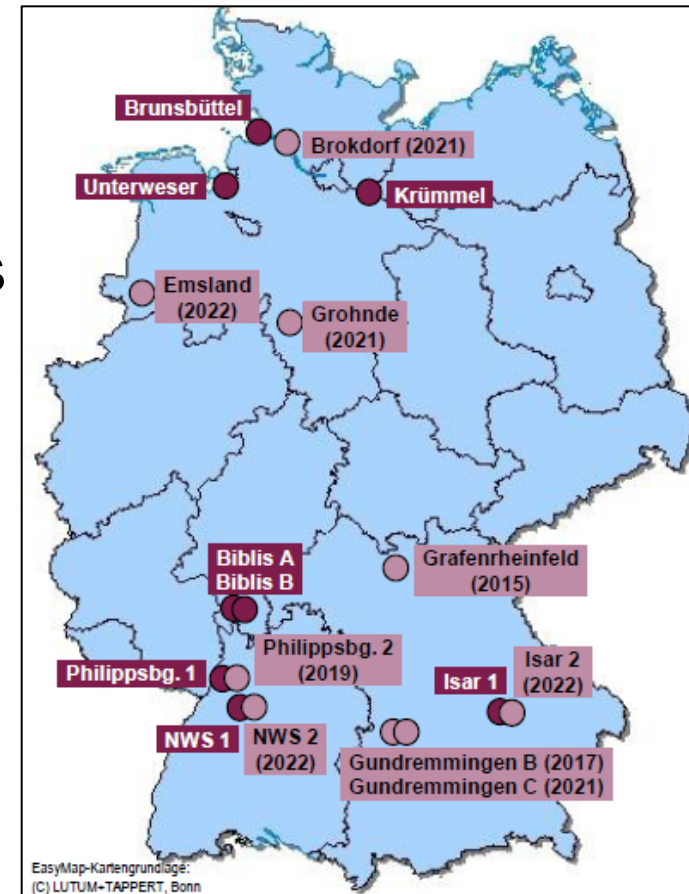 Brunsbüttel
Brokdorf (2021)
Unterweser
Krümmel
s
Emsland
(2022)
Grohnde
(2021)
Biblis A
Biblis B
Grafenrheinfeld
(2015)
Philippsbg. 2
(2019)
Philippsbg. 1
Isar 1
Isar 2
(2022)
NWS 1
NWS 2
(2022)
Gundremmingen B (2017)
Gundremmingen C (2021)
EasyMap-Kartengrundlage:
(C) LUTUM+TAPPERT, Bonn